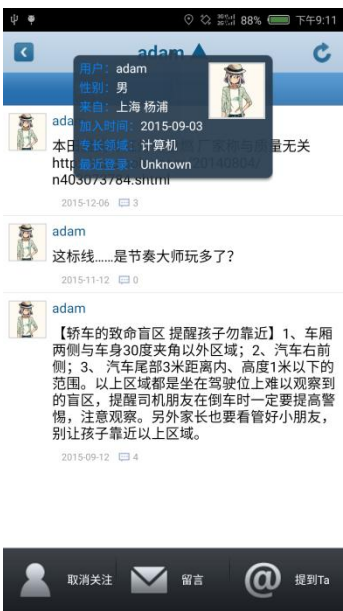 88% 下午9:11
adam ▲
用户：adam
性别：男
来自：上海 杨浦
加入时间：2015-09-03
专长领域：计算机
最近登录：Unknown
ada
本日
家称与质量无关
http
20140804/
n403073784.shtml
2015-12-06 3
adam
这标线……是节奏大师玩多了？
2015-11-12 0
adam
【轿车的致命盲区 提醒孩子勿靠近】1、车厢
两侧与车身30度夹角以外区域；2、汽车右前
侧；3、 汽车尾部3米距离内、高度1米以下的
范围。以上区域都是坐在驾驶位上难以观察到
的盲区，提醒司机朋友在倒车时一定要提高警
惕，注意观察。另外家长也要看管好小朋友，
别让孩子靠近以上区域。
2015-09-12 4
取消关注
留言
@ 提到Ta